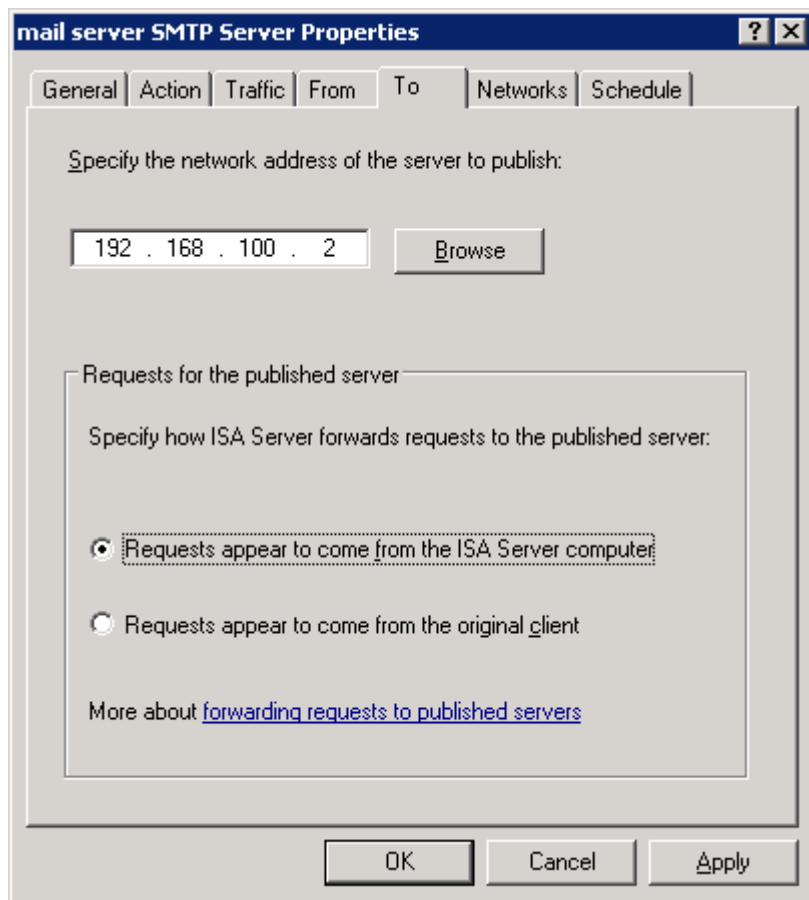 mail server SMTP Server Properties
General Action Traffic From To Networks Schedule
Specify the network address of the server to publish:
192 . 168 . 100 . 2 Browse
Requests for the published server
Specify how ISA Server forwards requests to the published server:
Requests appear to come from the ISA Server computer
Requests appear to come from the original client
More about forwarding requests to published servers
OK Cancel Apply